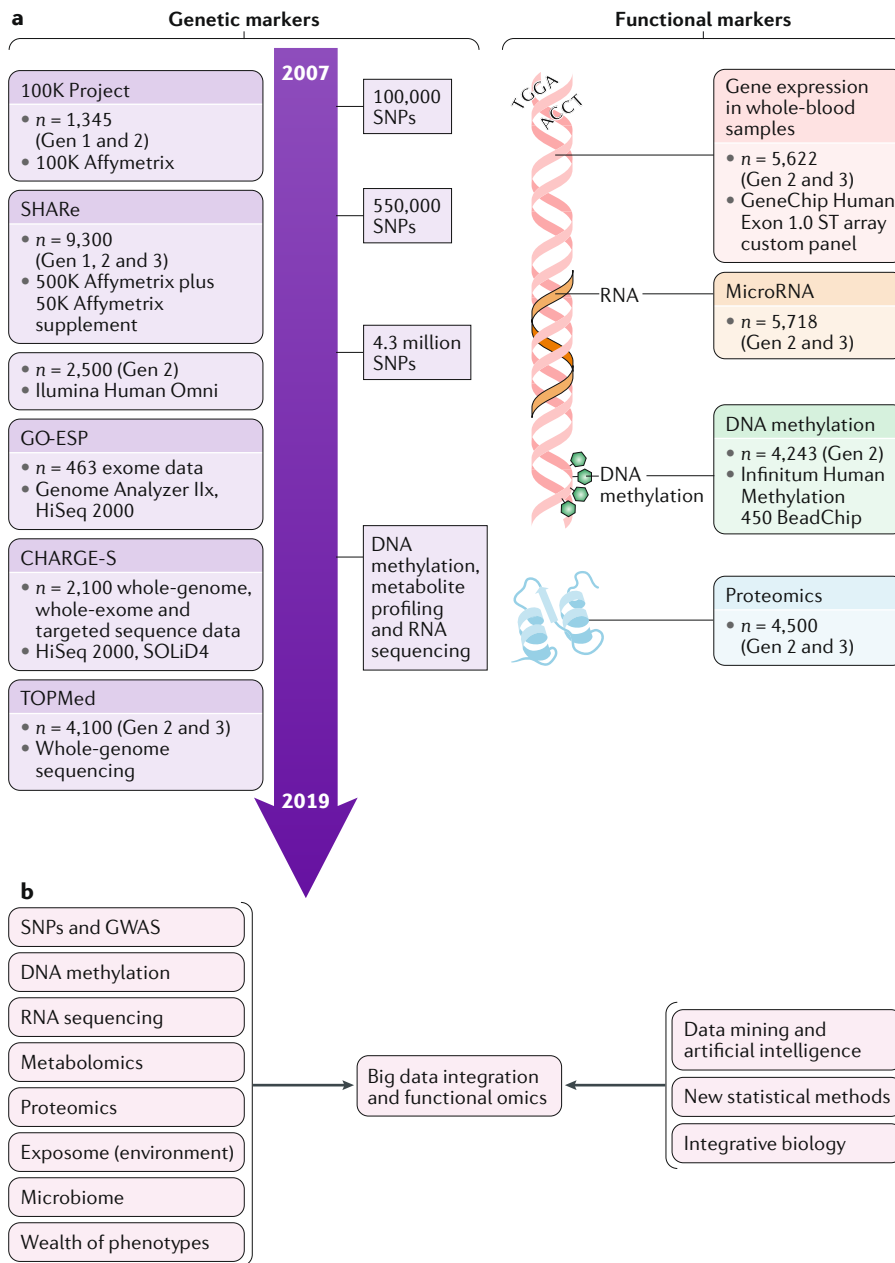 a
Genetic markers
2007
100K Project
• n = 1,345
(Gen 1 and 2)
• 100K Affymetrix
SHARe
• n = 9,300
(Gen 1, 2 and 3)
• 500K Affymetrix plus
50K Affymetrix
supplement
• n = 2,500 (Gen 2)
• Ilumina Human Omni
GO-ESP
• n = 463 exome data
• Genome Analyzer IIx,
HiSeq 2000
CHARGE-S
• n = 2,100 whole-genome,
whole-exome and
targeted sequence data
• HiSeq 2000, SOLiD4
TOPMed
• n = 4,100 (Gen 2 and 3)
• Whole-genome
sequencing
100,000
SNPs
550,000
SNPs
4.3 million
SNPs
DNA
methylation,
metabolite
profiling
and RNA
sequencing
2019
Functional markers
TGGA
ACCT
RNA
DNA
methylation
Gene expression
in whole-blood
samples
• n = 5,622
(Gen 2 and 3)
• GeneChip Human
Exon 1.0 ST array
custom panel
MicroRNA
• n = 5,718
(Gen 2 and 3)
DNA methylation
• n = 4,243 (Gen 2)
• Infinitum Human
Methylation
450 BeadChip
Proteomics
• n = 4,500
(Gen 2 and 3)
b
SNPs and GWAS
DNA methylation
RNA sequencing
Metabolomics
Proteomics
Exposome (environment)
Microbiome
Wealth of phenotypes
Big data integration
and functional omics
Data mining and
artificial intelligence
New statistical methods
Integrative biology